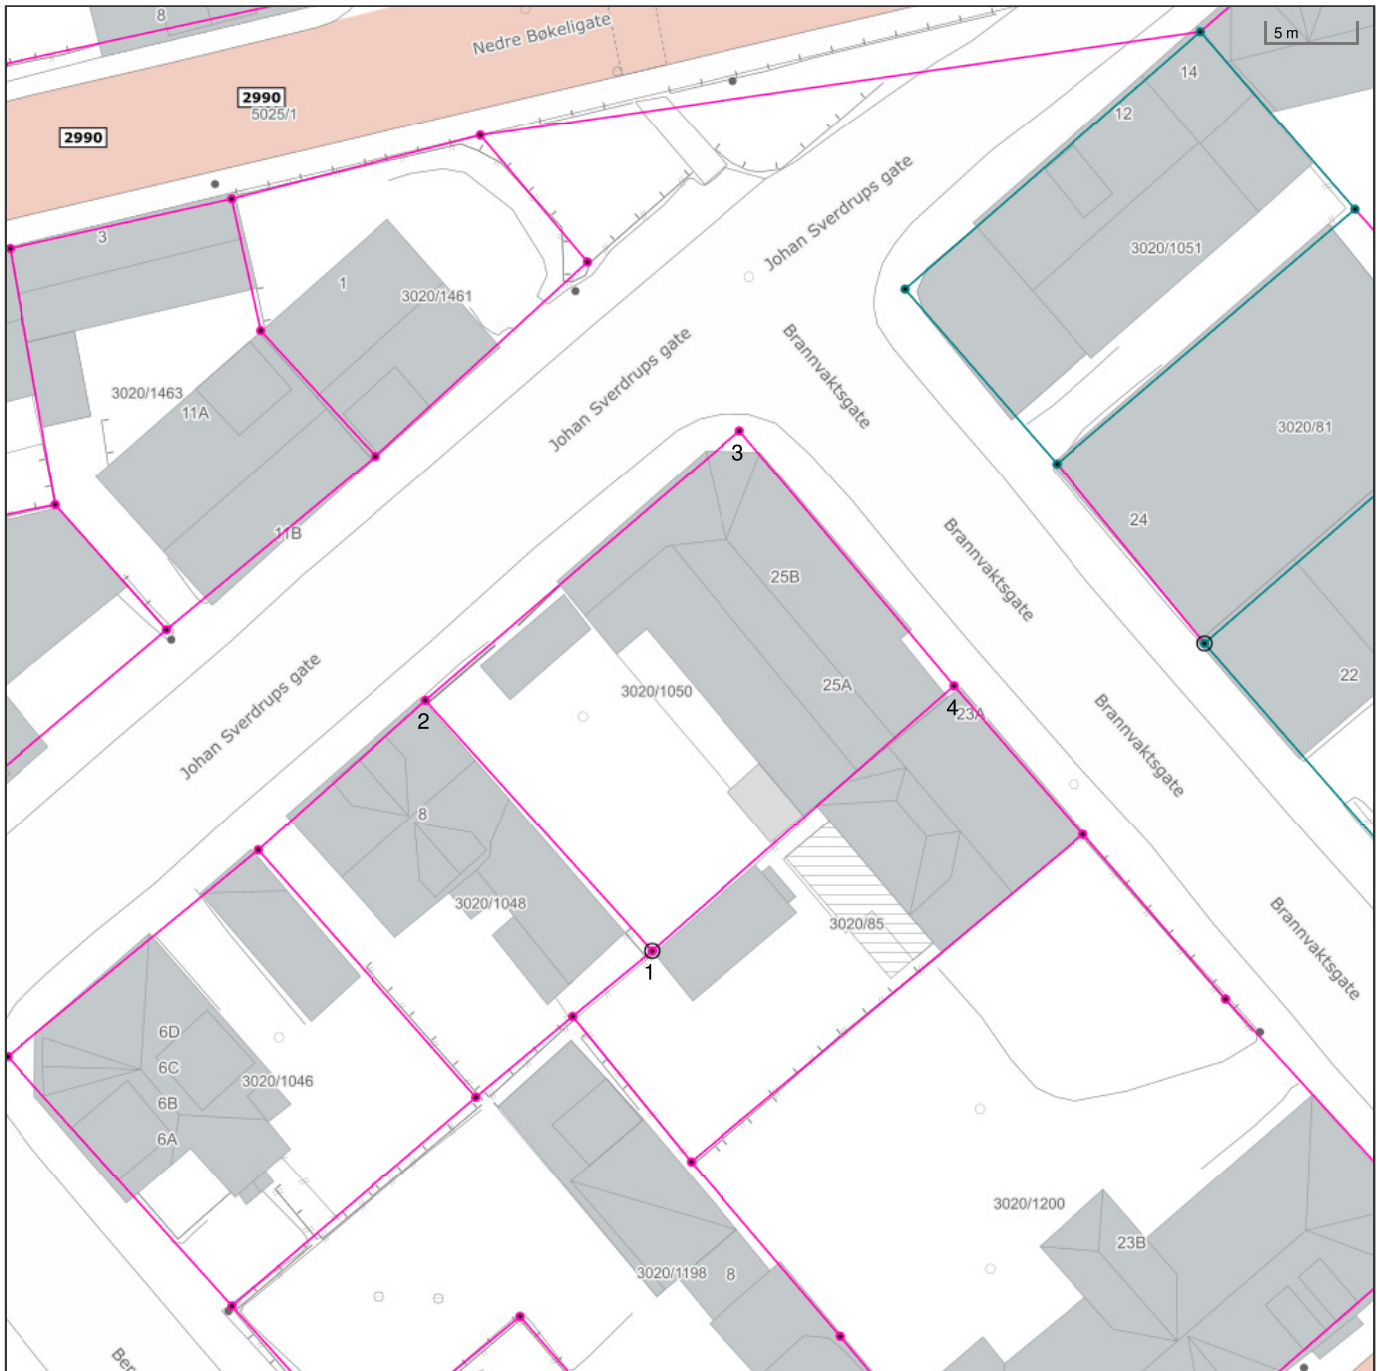 8
Nedre Bøkeligate
5 m
14
2990
5025/1
12
2990
Johan Sverdrups gate
3
3020/1051
1
3020/1461
Johan Sverdrups gate
Brannvaktsgate
3020/1463
11A
3020/81
3
11B
24
Brannvaktsgate
25B
Johan Sverdrups gate
3020/1050
25A
22
2
4
23A
Brannvaktsgate
8
3020/1048
3020/85
Brannvaktsgate
1
6D
6C
3020/1046
6B
6A
3020/1200
23B
3020/1198
8
Ber